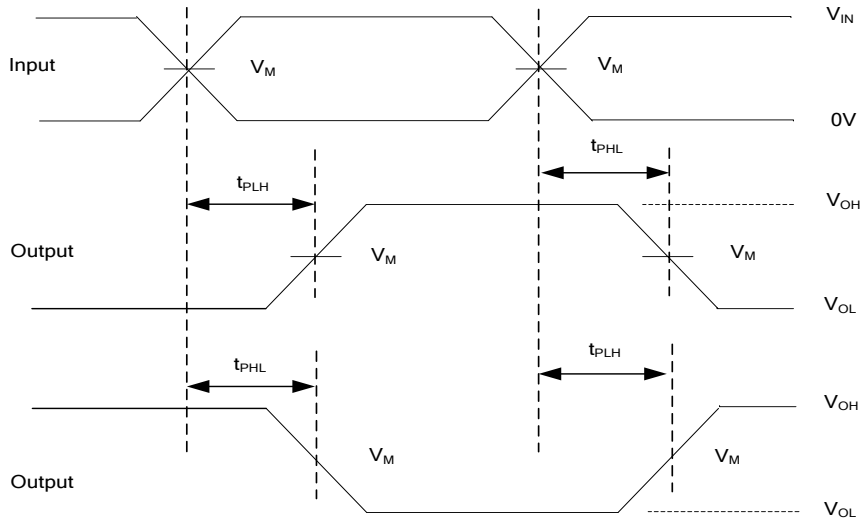 V_IN
Input
V_M
V_M
0V
t_PHL
t_PLH
V_OH
Output
V_M
V_M
V_OL
t_PHL
t_PLH
V_OH
V_M
V_M
Output
V_OL